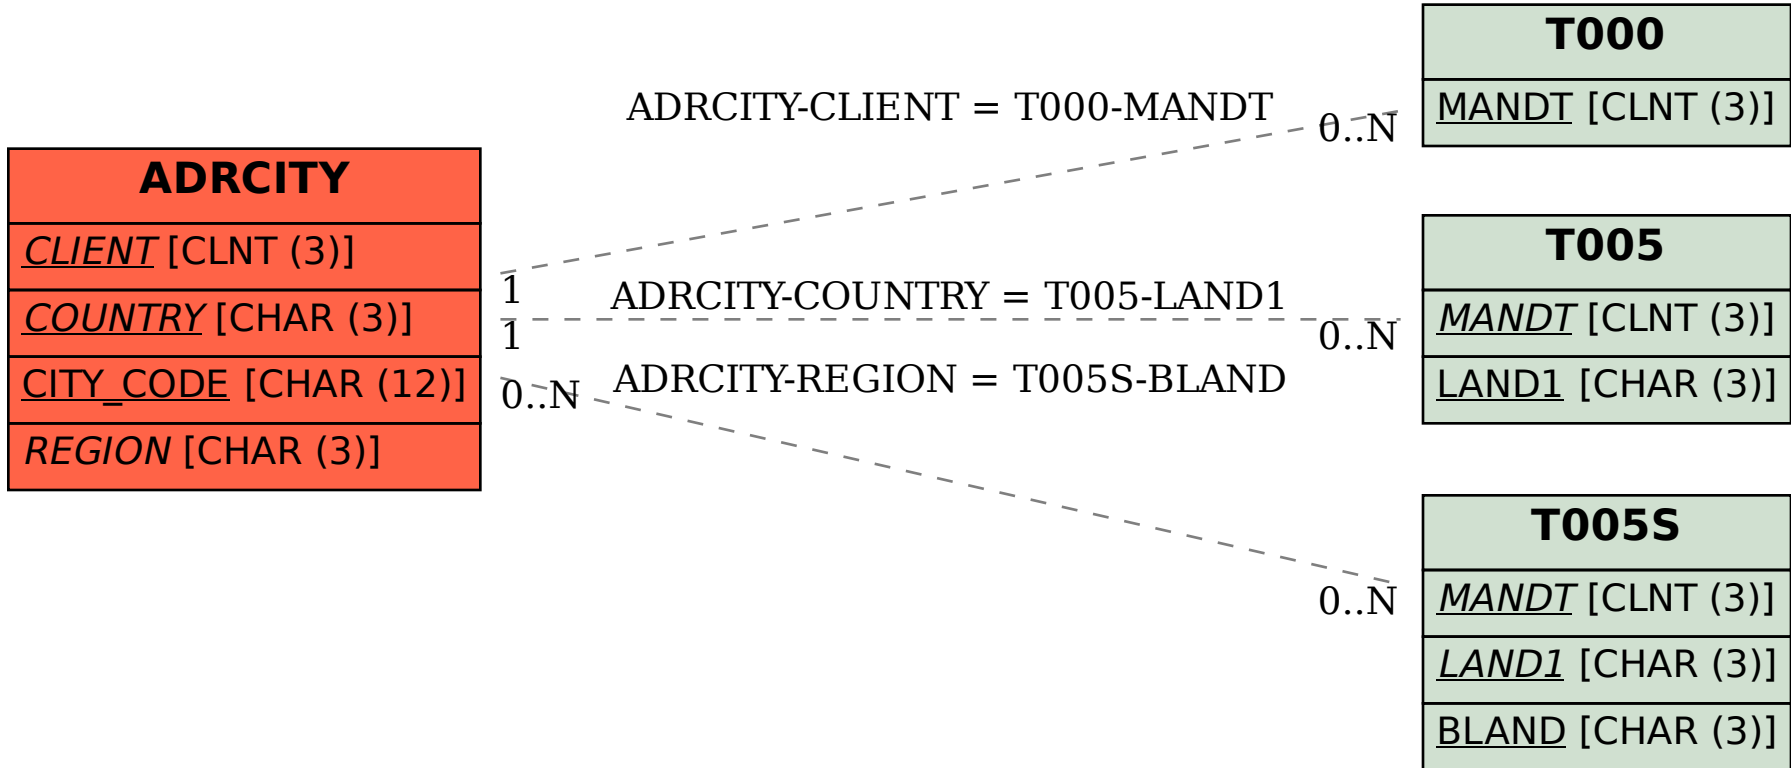 ADRCITY
CLIENT [CLNT (3)]
COUNTRY [CHAR (3)]
CITY_CODE [CHAR (12)]
REGION [CHAR (3)]
ADRCITY-CLIENT = T000-MANDT
1
0..N
ADRCITY-COUNTRY = T005-LAND1
1
0..N
ADRCITY-REGION = T005S-BLAND
0..N
0..N
T000
MANDT [CLNT (3)]
T005
MANDT [CLNT (3)]
LAND1 [CHAR (3)]
T005S
MANDT [CLNT (3)]
LAND1 [CHAR (3)]
BLAND [CHAR (3)]